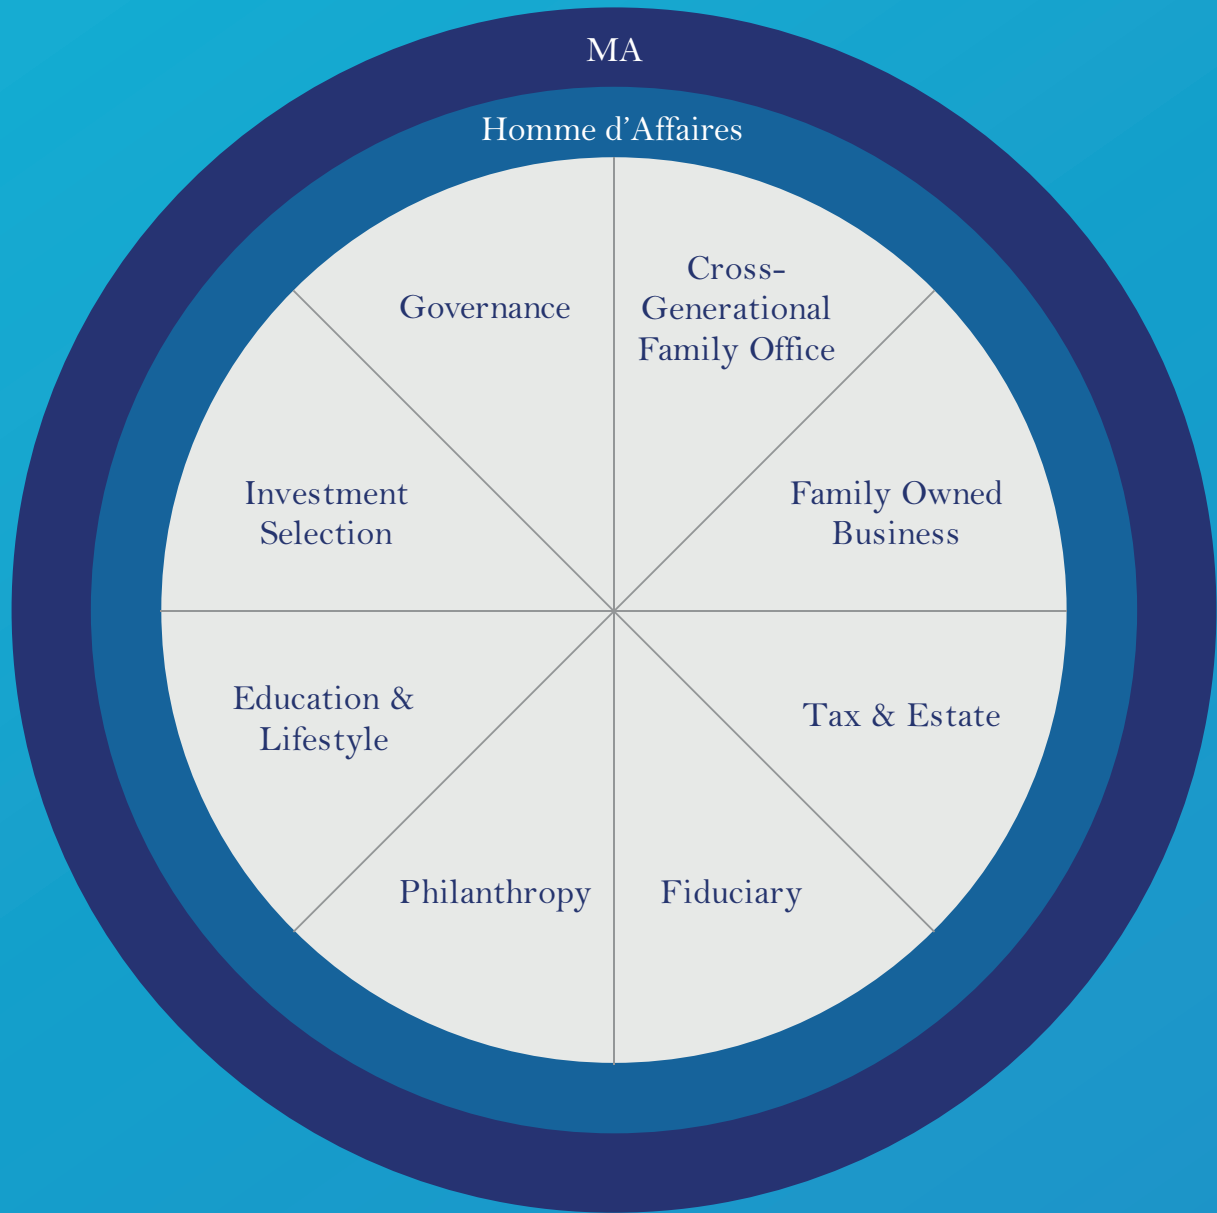 MA
Homme d’Affaires
Cross-
Generational
Family Office
Governance
Investment
Selection
Family Owned
Business
Education &
Lifestyle
Tax & Estate
Philanthropy
Fiduciary